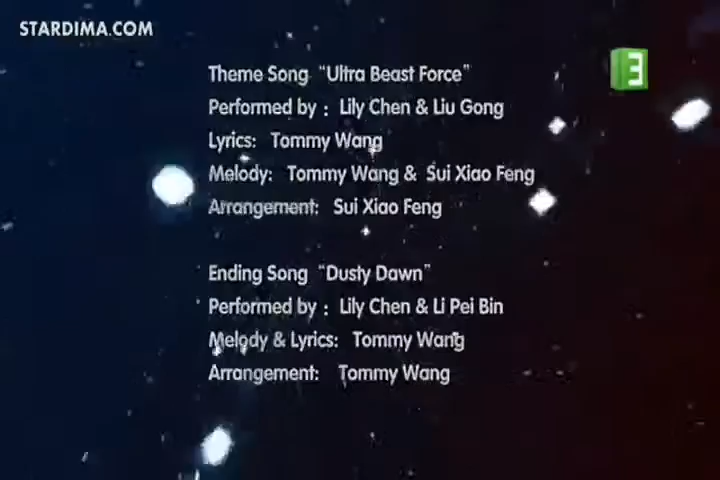 STARDIMA.COM
3
Theme Song "Ultra Beast Force"
Performed by : Lily Chen & Liu Gong
Lyrics: Tommy Wang
Melody: Tommy Wang & Sui Xiao Feng
Arrangement: Sui Xiao Feng
Ending Song "Dusty Dawn"
Performed by : Lily Chen & Li Pei Bin
Melody & Lyrics: Tommy Wang
Arrangement: Tommy Wang